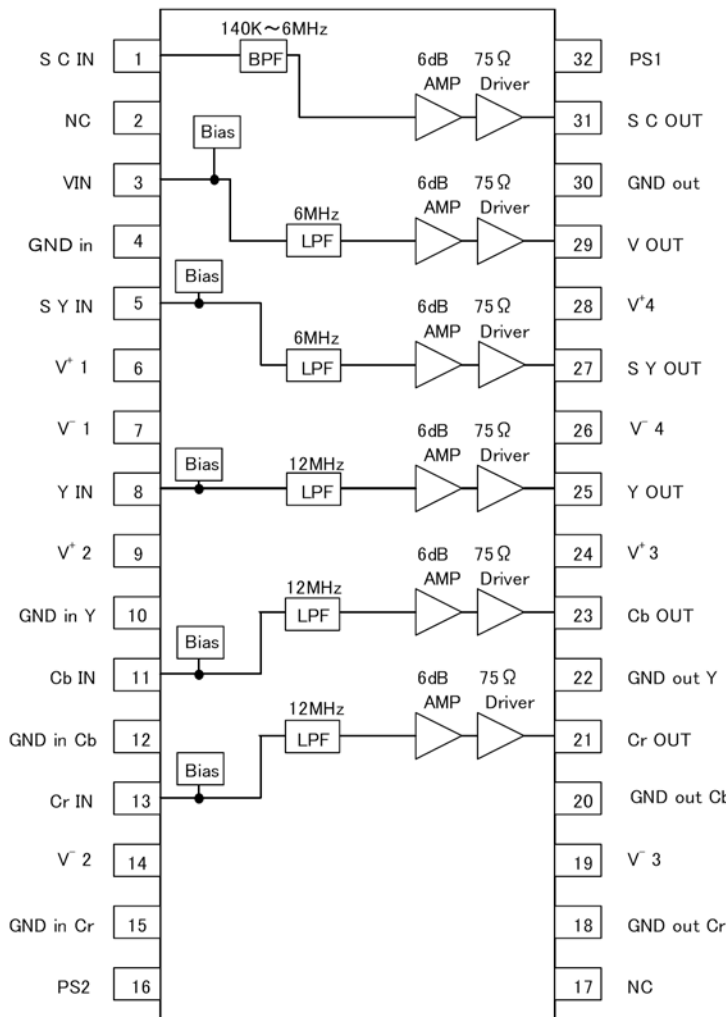 140K～6MHz
S C IN 1 BPF 6dB AMP 75Ω Driver 32 PS1
NC 2 31 S C OUT
Bias
VIN 3 30 GND out
6MHz 6dB AMP 75Ω Driver
GND in 4 LPF 29 V OUT
Bias
S Y IN 5 28 V⁺4
6MHz 6dB AMP 75Ω Driver
V⁺ 1 6 LPF 27 S Y OUT
V⁻ 1 7 26 V⁻ 4
Bias 12MHz 6dB AMP 75Ω Driver
Y IN 8 LPF 25 Y OUT
V⁺ 2 9 24 V⁺ 3
12MHz 6dB AMP 75Ω Driver
GND in Y 10 LPF 23 Cb OUT
Bias
Cb IN 11 22 GND out Y
12MHz 6dB AMP 75Ω Driver
GND in Cb 12 LPF 21 Cr OUT
Bias
Cr IN 13 20 GND out Cb
V⁻ 2 14 19 V⁻ 3
GND in Cr 15 18 GND out Cr
PS2 16 17 NC